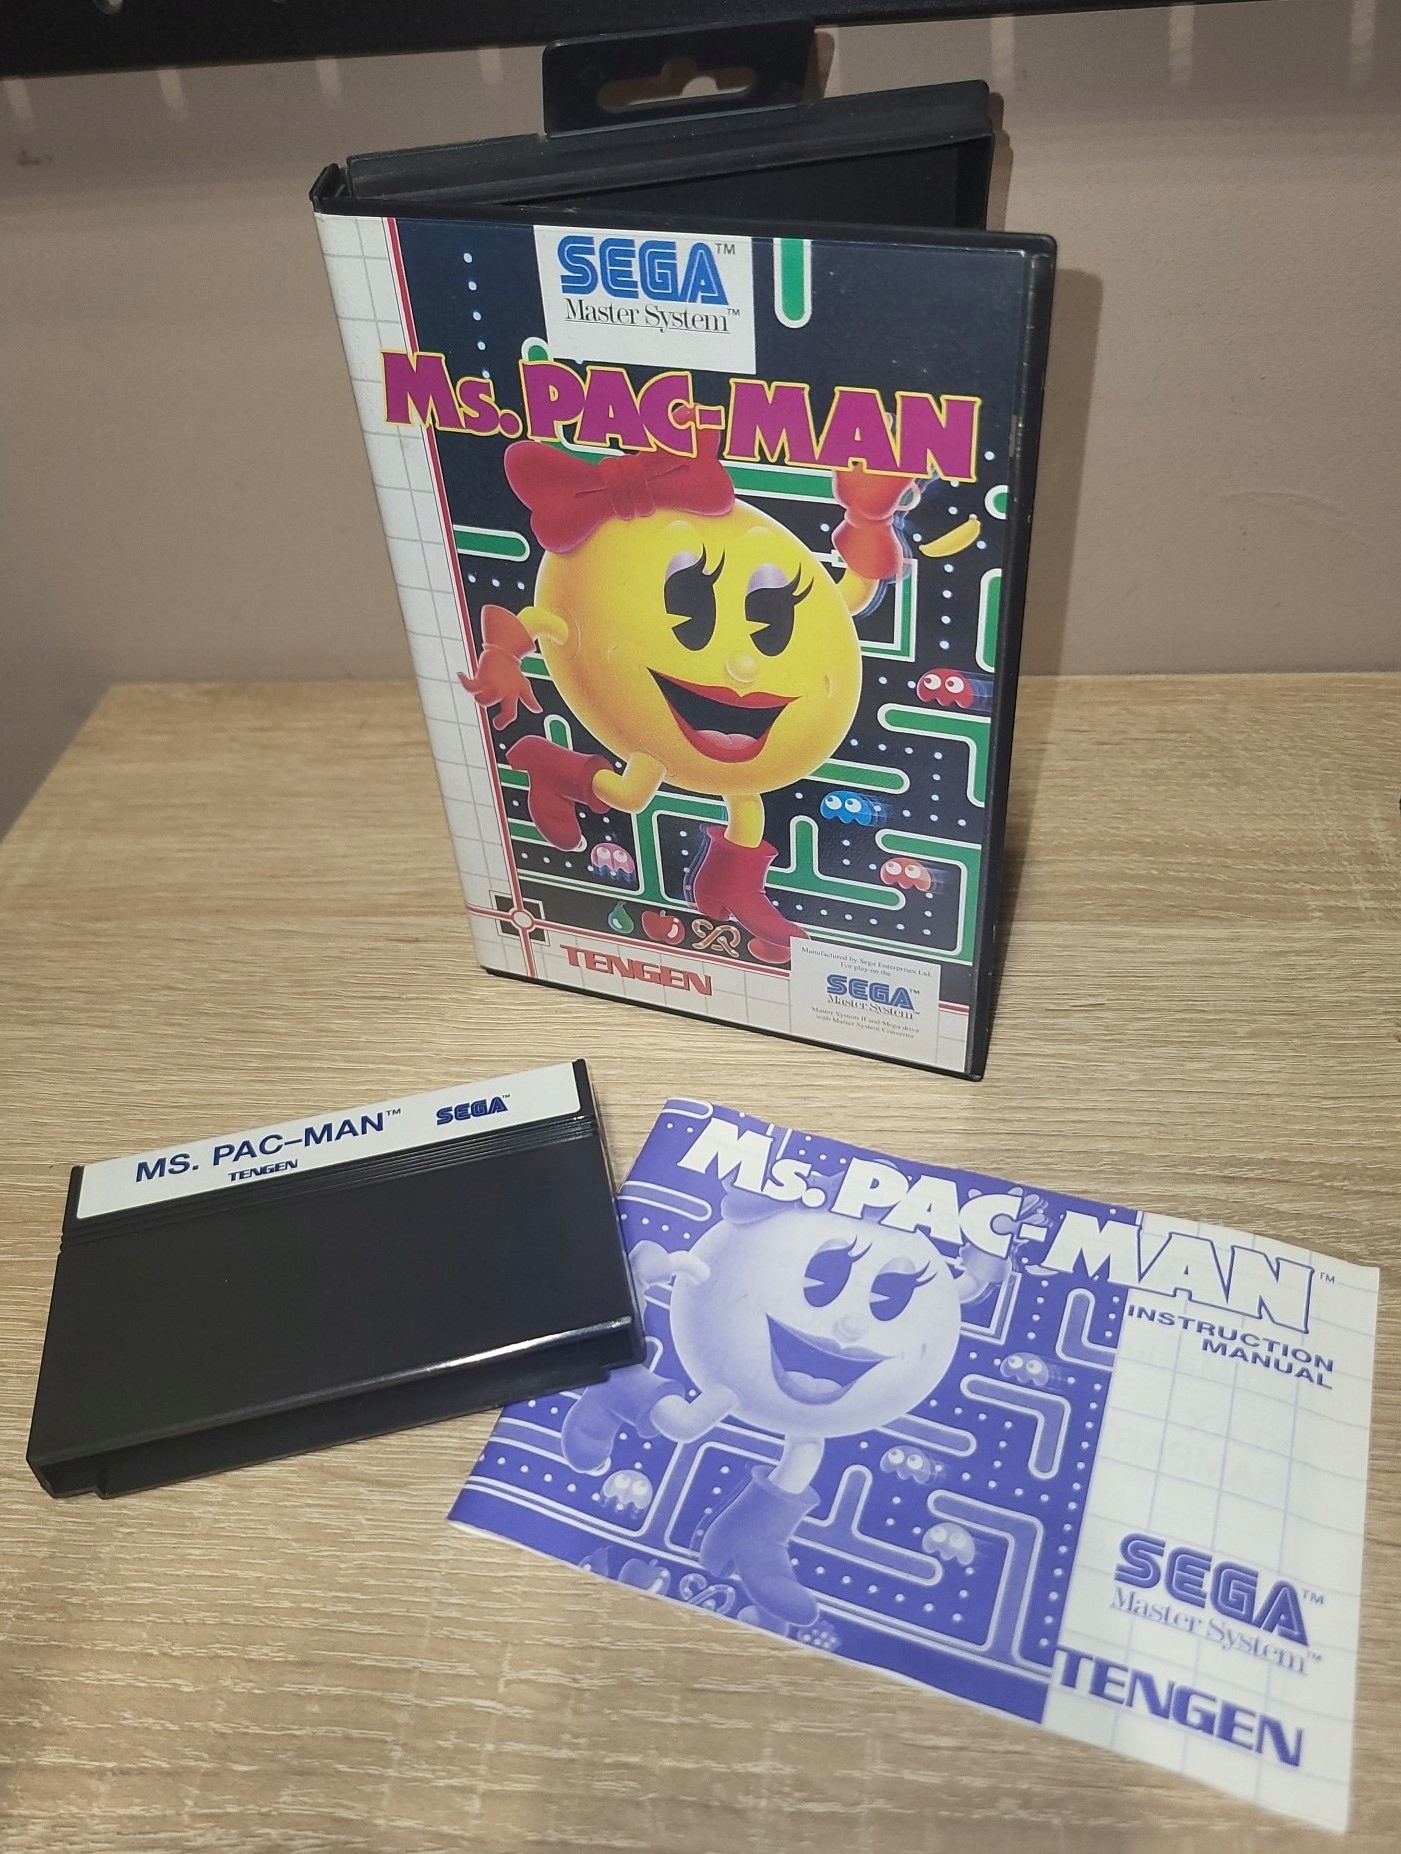 SEGA™
Master System™
Ms. PAC-MAN
TENGEN
Manufactured by Sega Enterprises Ltd.
For play on the
SEGA™
Master System™
Master System II and Mega drive
with Master System Converter
MS. PAC-MAN™ SEGA™
TENGEN
Ms. PAC-MAN™
INSTRUCTION
MANUAL
SEGA™
Master System™
TENGEN